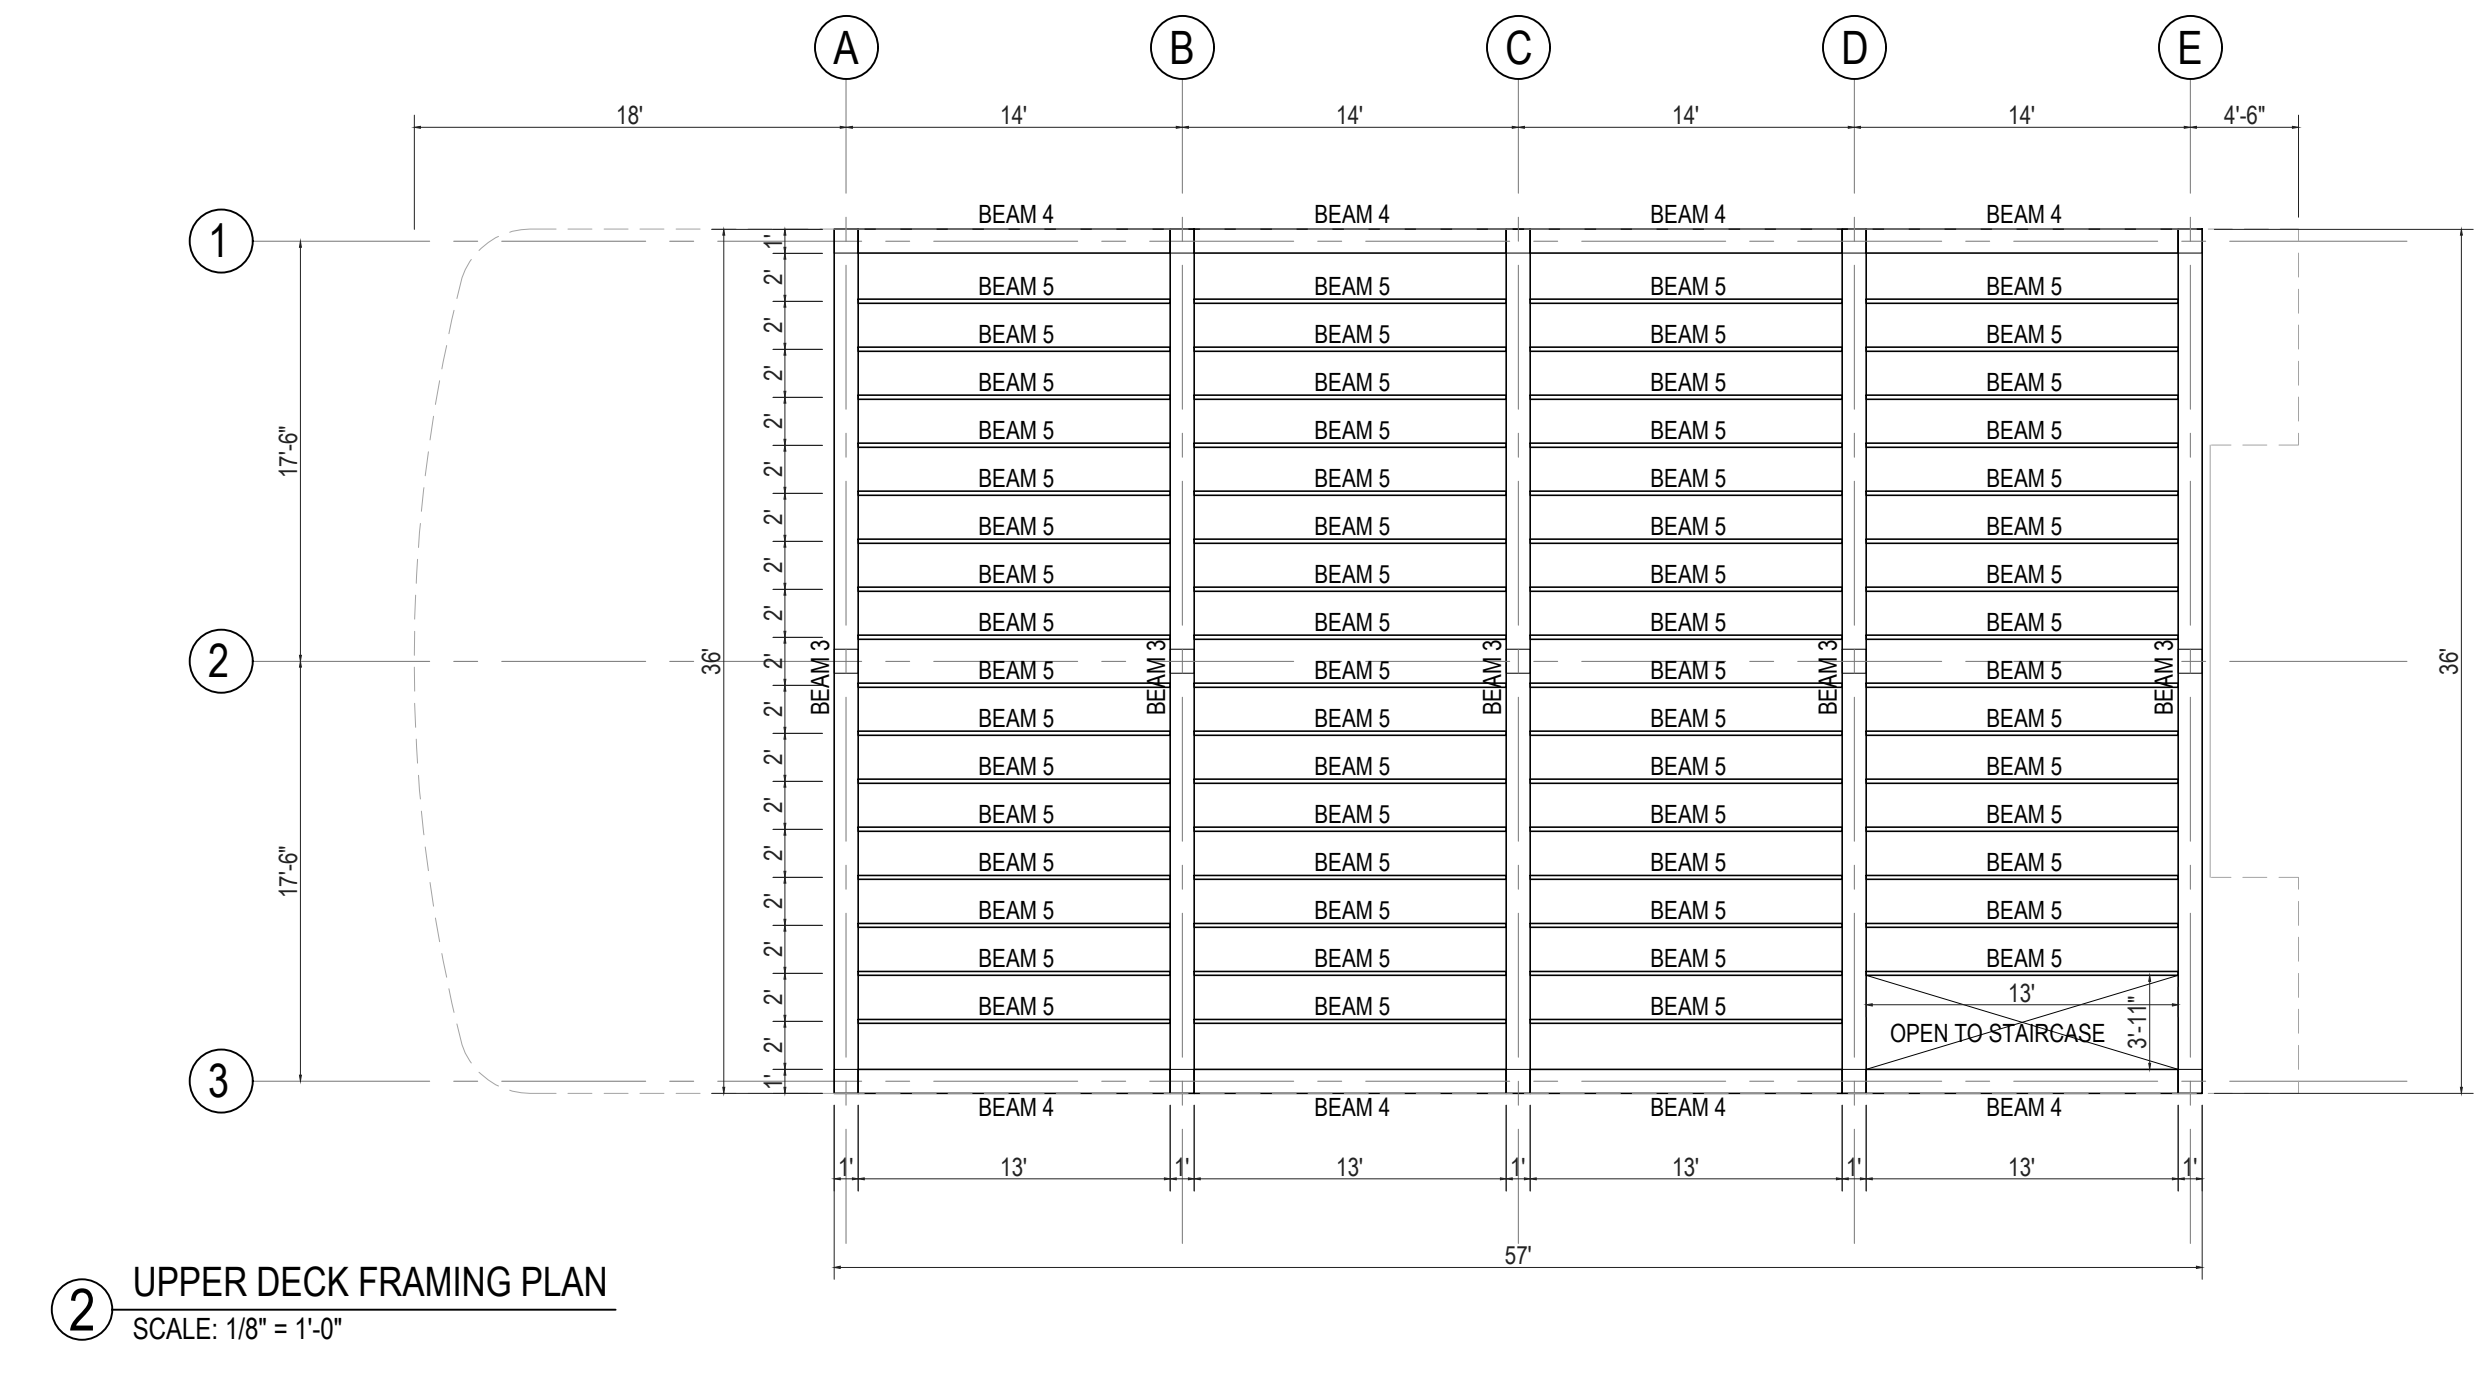 A B C D E
18' 14' 14' 14' 14' 4'-6"
BEAM 4 BEAM 4 BEAM 4 BEAM 4
1
1'
2' BEAM 5 BEAM 5 BEAM 5 BEAM 5
2' BEAM 5 BEAM 5 BEAM 5 BEAM 5
2' BEAM 5 BEAM 5 BEAM 5 BEAM 5
2' BEAM 5 BEAM 5 BEAM 5 BEAM 5
17'-6"
2' BEAM 5 BEAM 5 BEAM 5 BEAM 5
2' BEAM 5 BEAM 5 BEAM 5 BEAM 5
2' BEAM 5 BEAM 5 BEAM 5 BEAM 5
2' BEAM 5 BEAM 5 BEAM 5 BEAM 5
2 36' BEAM 3 BEAM 3 BEAM 3 BEAM 3 BEAM 3 36'
2' BEAM 5 BEAM 5 BEAM 5 BEAM 5
2' BEAM 5 BEAM 5 BEAM 5 BEAM 5
2' BEAM 5 BEAM 5 BEAM 5 BEAM 5
2' BEAM 5 BEAM 5 BEAM 5 BEAM 5
17'-6"
2' BEAM 5 BEAM 5 BEAM 5 BEAM 5
2' BEAM 5 BEAM 5 BEAM 5 BEAM 5
2' BEAM 5 BEAM 5 BEAM 5 BEAM 5
2' BEAM 5 BEAM 5 BEAM 5 13'
2' OPEN TO STAIRCASE 3'-11"
3
1'
BEAM 4 BEAM 4 BEAM 4 BEAM 4
1' 13' 1' 13' 1' 13' 1' 13' 1'
57'
2 UPPER DECK FRAMING PLAN
SCALE: 1/8" = 1'-0"